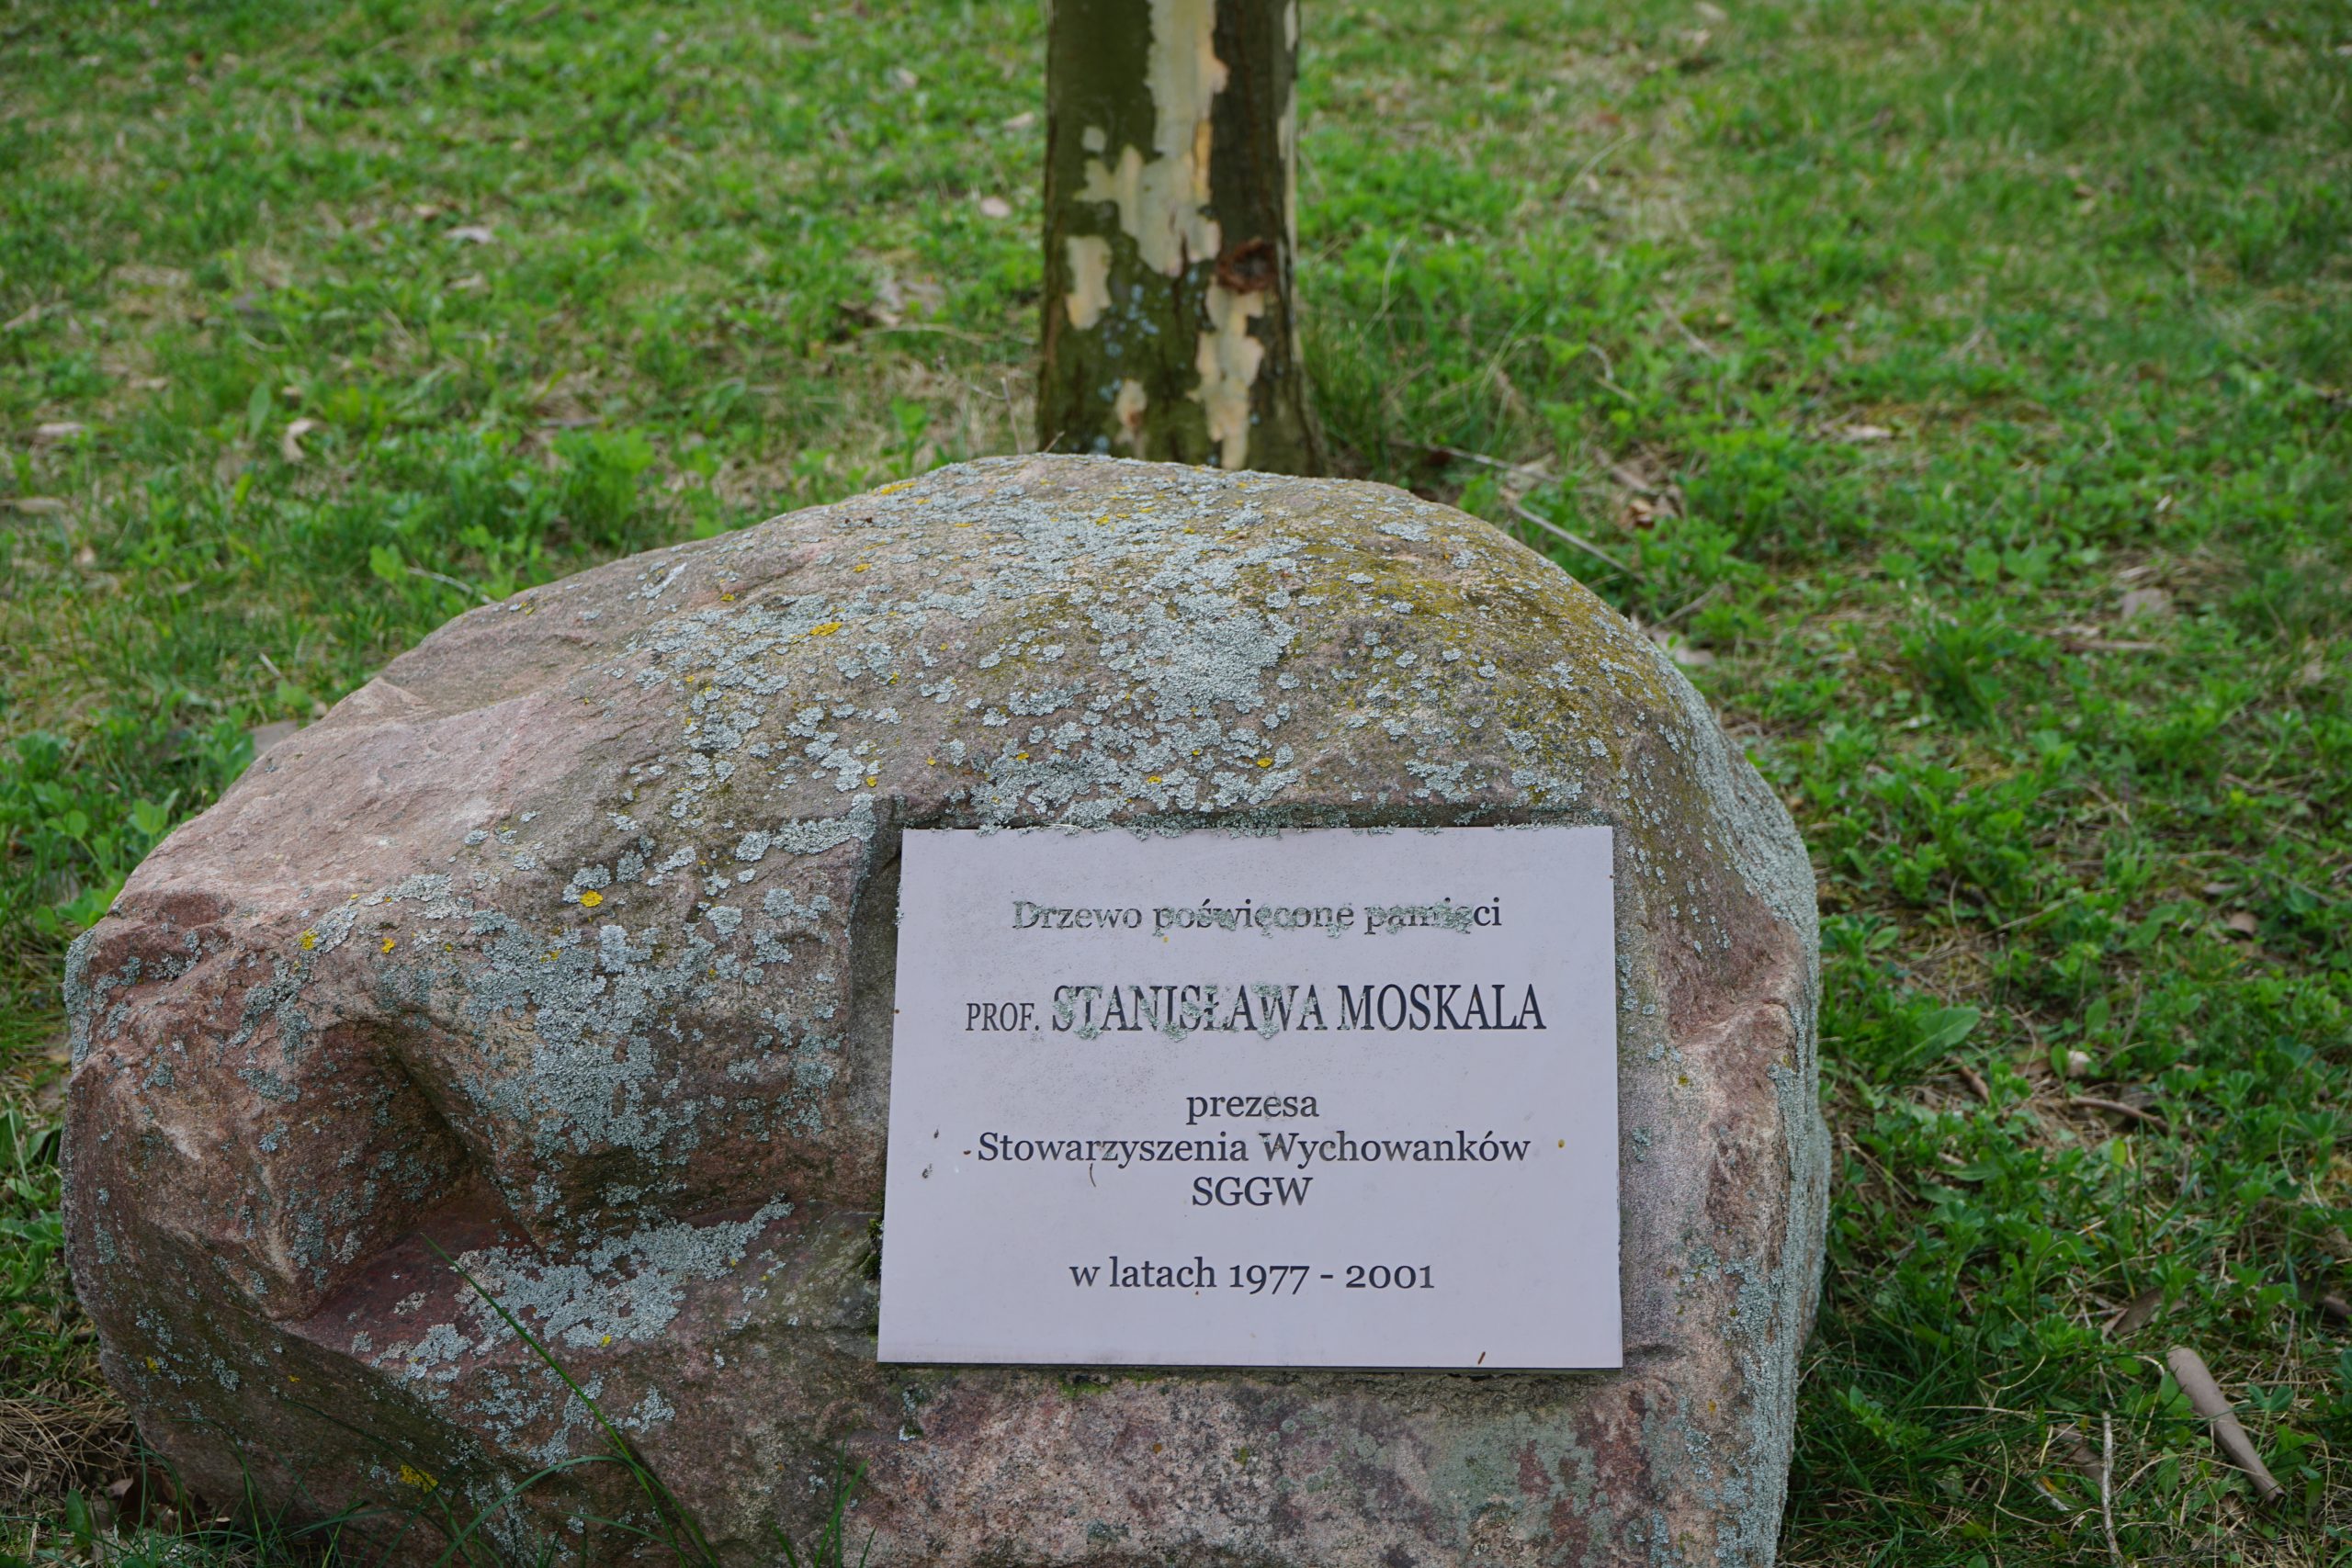 Drzewo poświęcone pamięci
PROF. STANISŁAWA MOSKALA
prezesa
Stowarzyszenia Wychowanków
SGGW
w latach 1977 - 2001